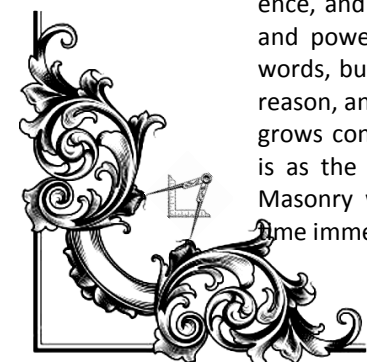 ence, and
and powe
words, bu
reason, an
grows con
is as the
Masonry
time imme